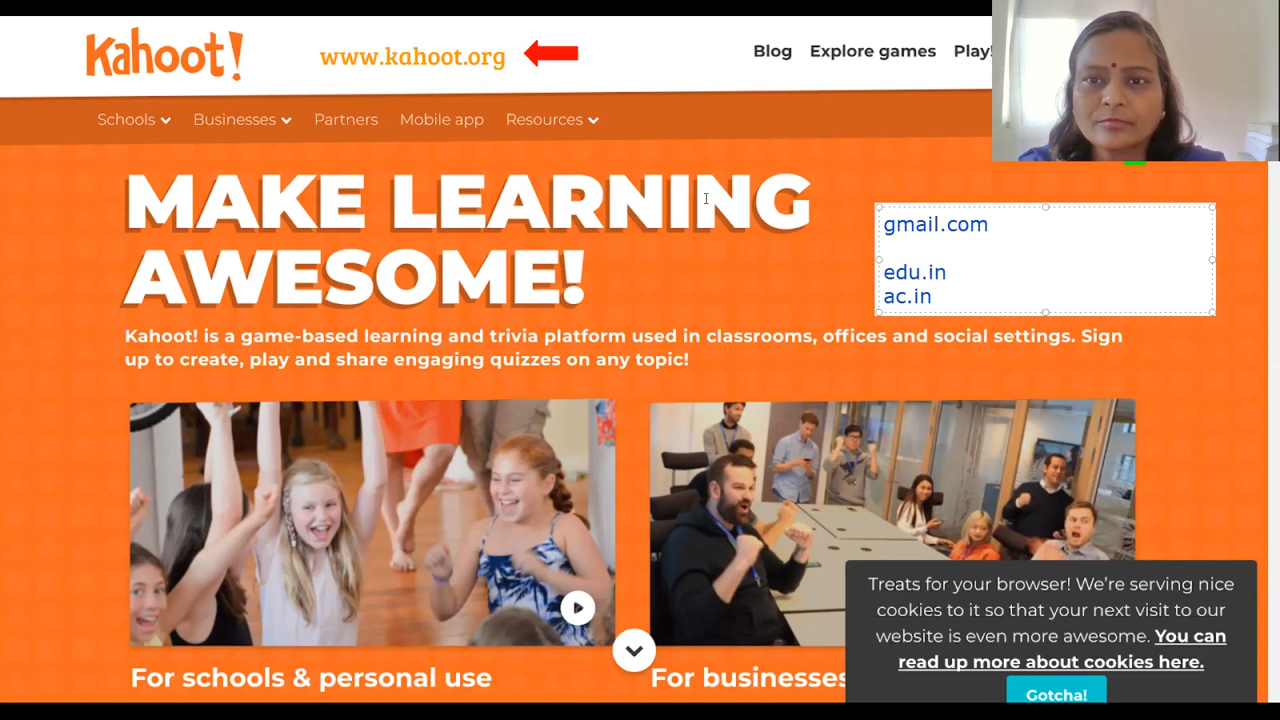 Kahoot!
www.kahoot.org
Blog Explore games Play!
Schools Businesses Partners Mobile app Resources
MAKE LEARNING
AWESOME!
gmail.com
edu.in
ac.in
Kahoot! is a game-based learning and trivia platform used in classrooms, offices and social settings. Sign
up to create, play and share engaging quizzes on any topic!
For schools & personal use
For businesses
Treats for your browser! We're serving nice
cookies to it so that your next visit to our
website is even more awesome. You can
read up more about cookies here.
Gotcha!